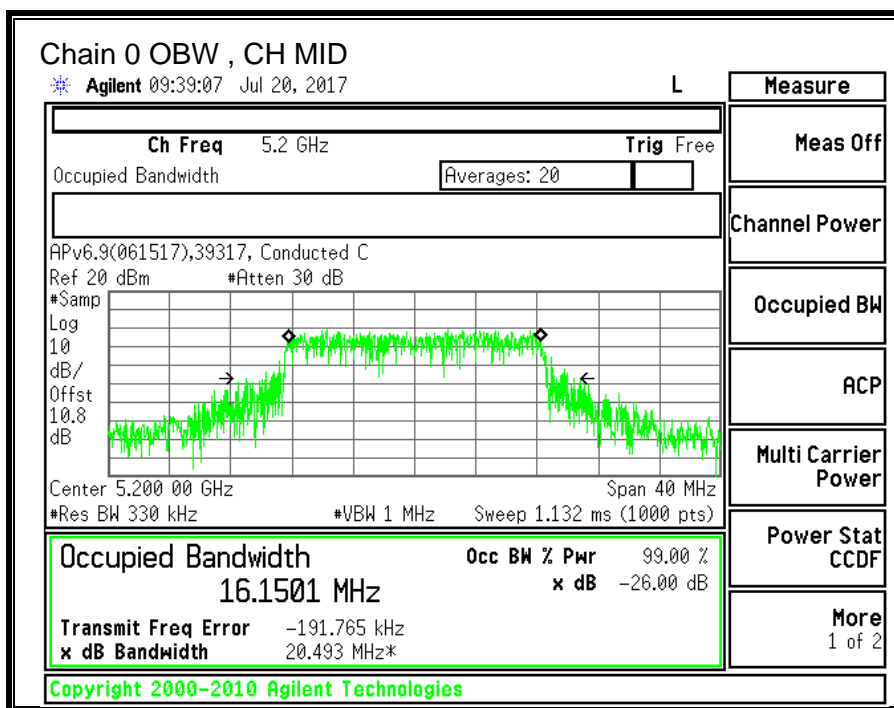 Chain 0 OBW , CH MID
Agilent 09:39:07 Jul 20, 2017 L
Measure
Ch Freq 5.2 GHz Trig Free
Occupied Bandwidth Averages: 20
Meas Off
Channel Power
APv6.9(061517),39317, Conducted C
Ref 20 dBm #Atten 30 dB
#Samp
Log
10
dB/
Offst
10.8
dB
Occupied BW
ACP
Center 5.200 00 GHz Span 40 MHz
#Res BW 330 kHz #VBW 1 MHz Sweep 1.132 ms (1000 pts)
Multi Carrier
Power
Occupied Bandwidth Occ BW % Pwr 99.00 %
16.1501 MHz x dB -26.00 dB
Power Stat
CCDF
Transmit Freq Error -191.765 kHz
x dB Bandwidth 20.493 MHz*
More
1 of 2
Copyright 2000-2010 Agilent Technologies